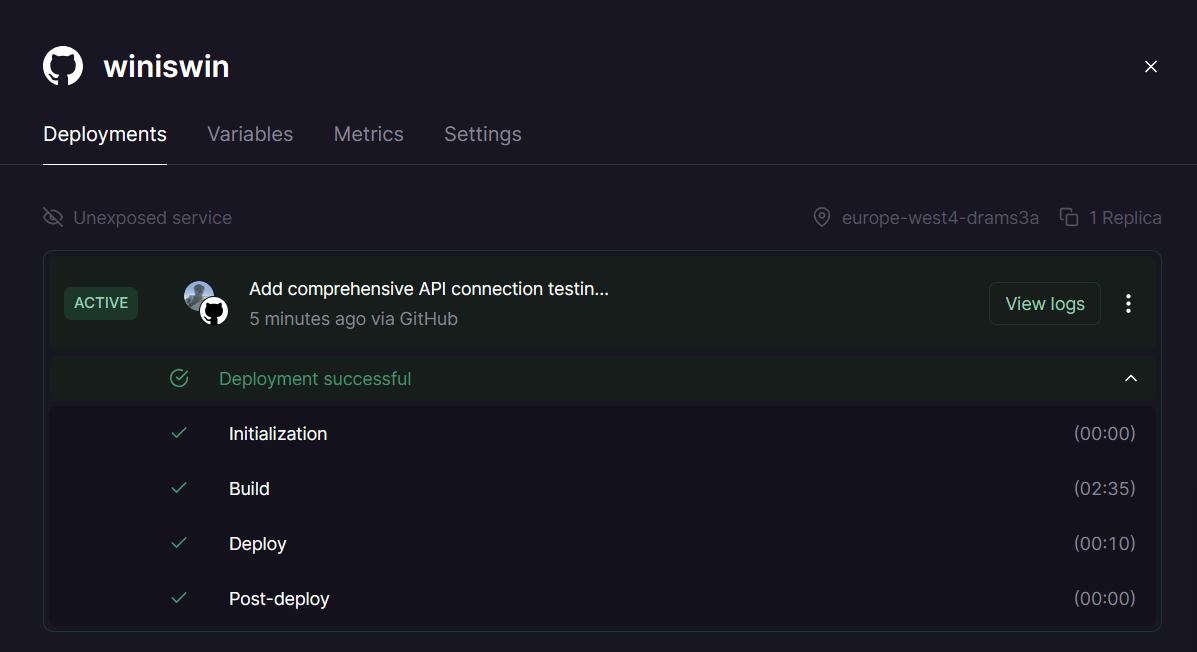 winiswin
Deployments Variables Metrics Settings
Unexposed service europe-west4-drams3a 1 Replica
ACTIVE
Add comprehensive API connection testin...
5 minutes ago via GitHub
View logs
Deployment successful
Initialization (00:00)
Build (02:35)
Deploy (00:10)
Post-deploy (00:00)